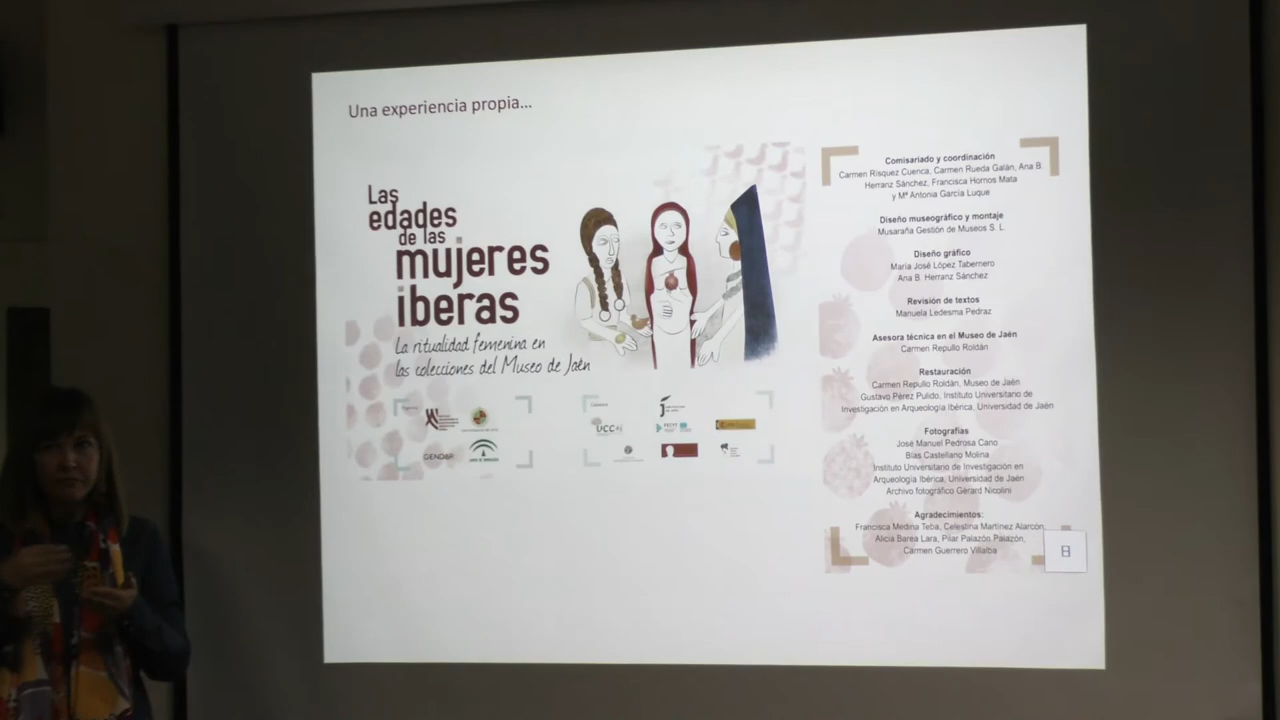 Una experiencia propia...
Las
edades
de las
mujeres
iberas
La ritualidad femenina en
las colecciones del Museo de Jaén
UCC+i
GENDAR
Comisariado y coordinación
Carmen Rísquez Cuenca, Carmen Rueda Galán, Ana B.
Herranz Sánchez, Francisca Hornos Mata
y Mª Antonia García Luque
Diseño museográfico y montaje
Musaraña Gestión de Museos S. L
Diseño gráfico
María José López Tabernero
Ana B. Herranz Sánchez
Revisión de textos
Manuela Ledesma Pedraz
Asesora técnica en el Museo de Jaén
Carmen Repullo Roldán
Restauración
Carmen Repullo Roldán, Museo de Jaén
Gustavo Pérez Pulido, Instituto Universitario de
Investigación en Arqueología Ibérica, Universidad de Jaén
Fotografías
José Manuel Pedrosa Cano
Blas Castellano Molina
Instituto Universitario de Investigación en
Arqueología Ibérica, Universidad de Jaén
Archivo fotográfico Gérard Nicolini
Agradecimientos:
Francisca Medina Teba, Celestina Martínez Alarcón,
Alicia Barea Lara, Pilar Palazón Palazón,
Carmen Guerrero Villalba